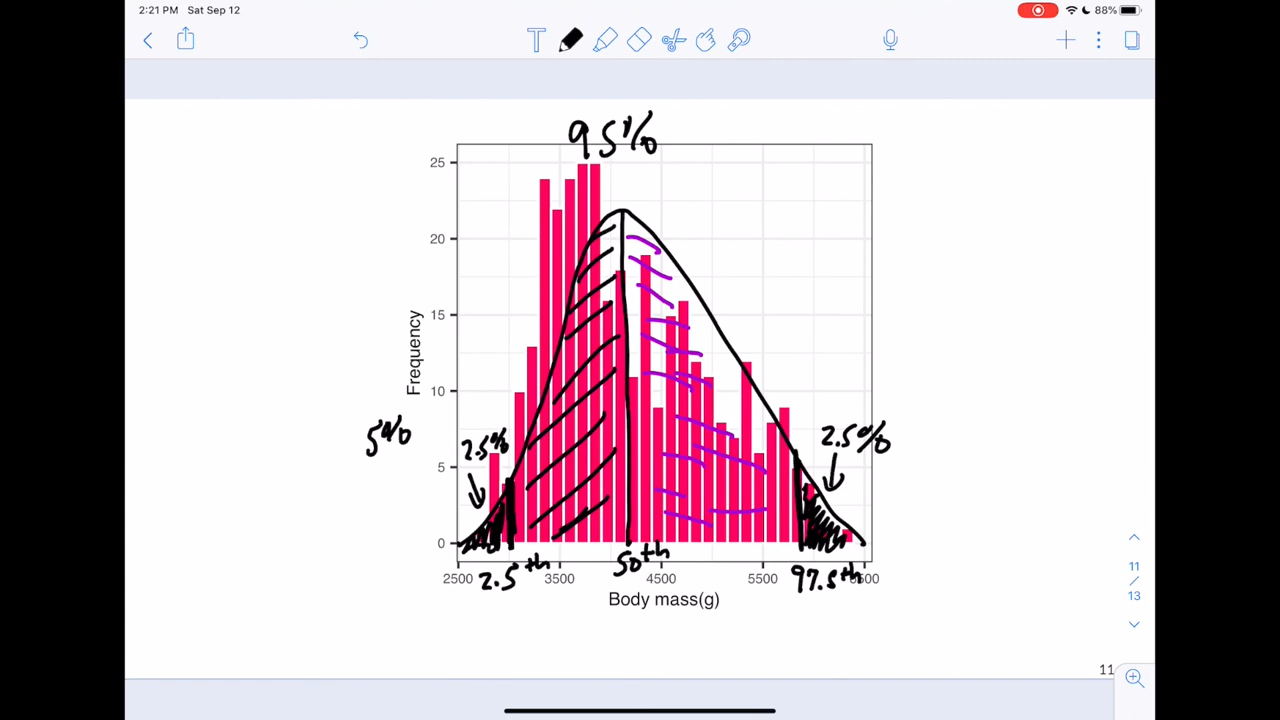 2:21 PM Sat Sep 12
88%
T
95%
25
20
15
10
5
0
Frequency
5%
2.5%
2.5%
2.5th
50th
97.5th
2500 3500 4500 5500 6500
Body mass(g)
11
/
13
11